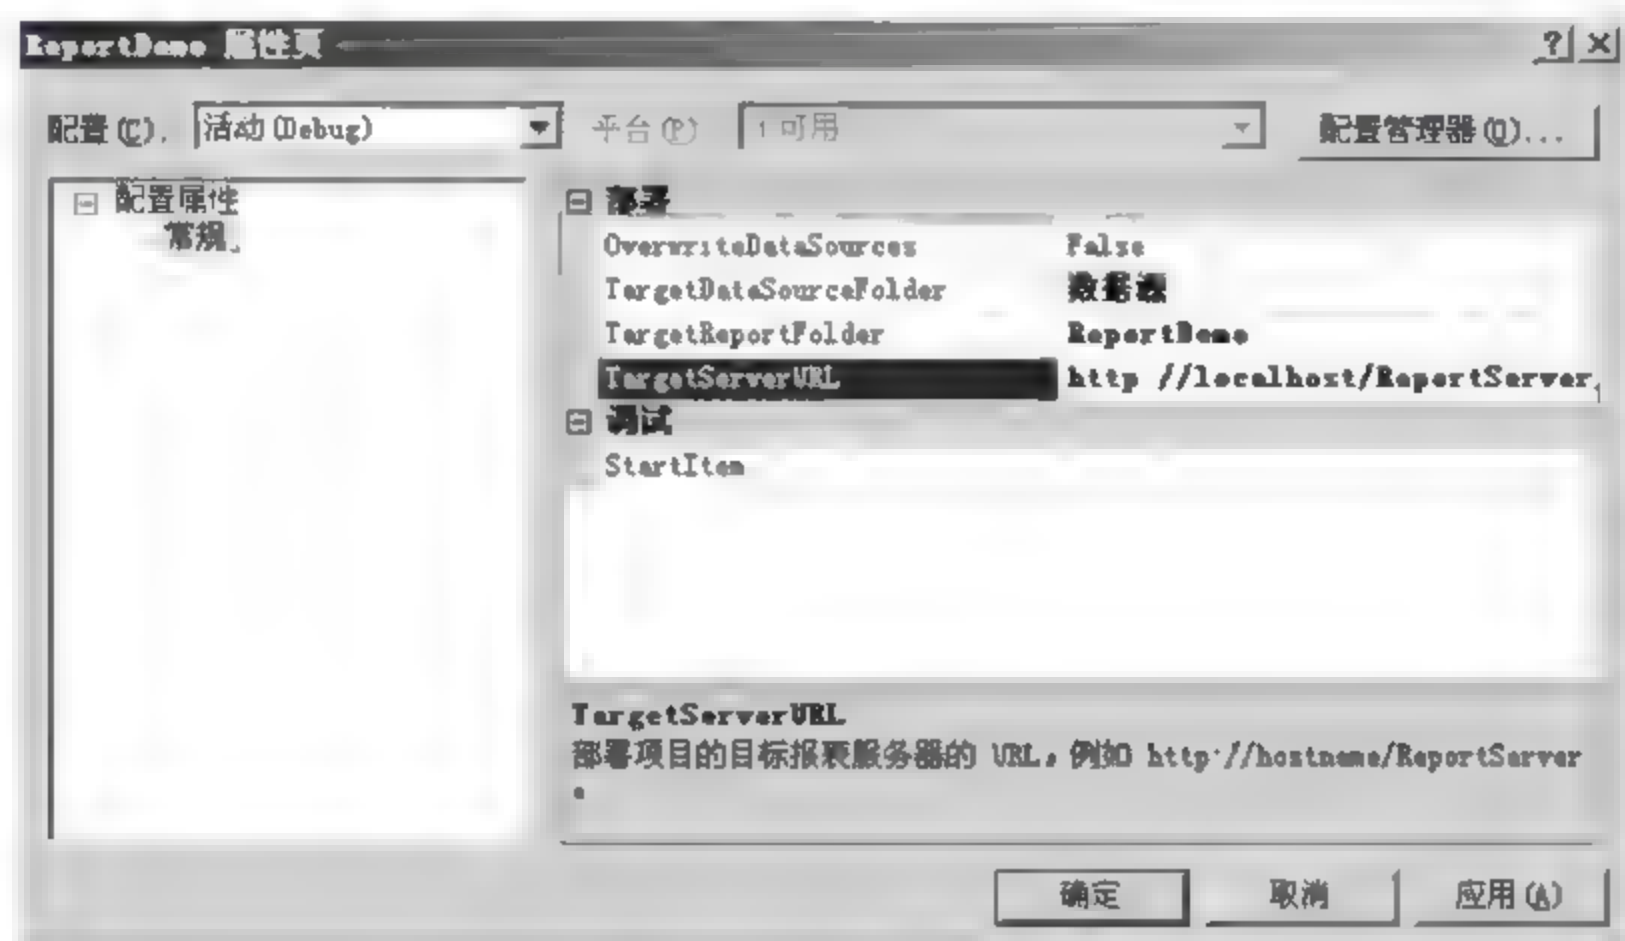 ReportDemo 属性页
配置(C): 活动(Debug) 平台(P) 1 可用 配置管理器(O)...
配置属性
常规
部署
OverwriteDataSources False
TargetDataSourceFolder 数据源
TargetReportFolder ReportDemo
TargetServerURL http //localhost/ReportServer
调试
StartItem
TargetServerURL
部署项目的目标报表服务器的 URL,例如 http://hostname/ReportServer
。
确定 取消 应用(A)